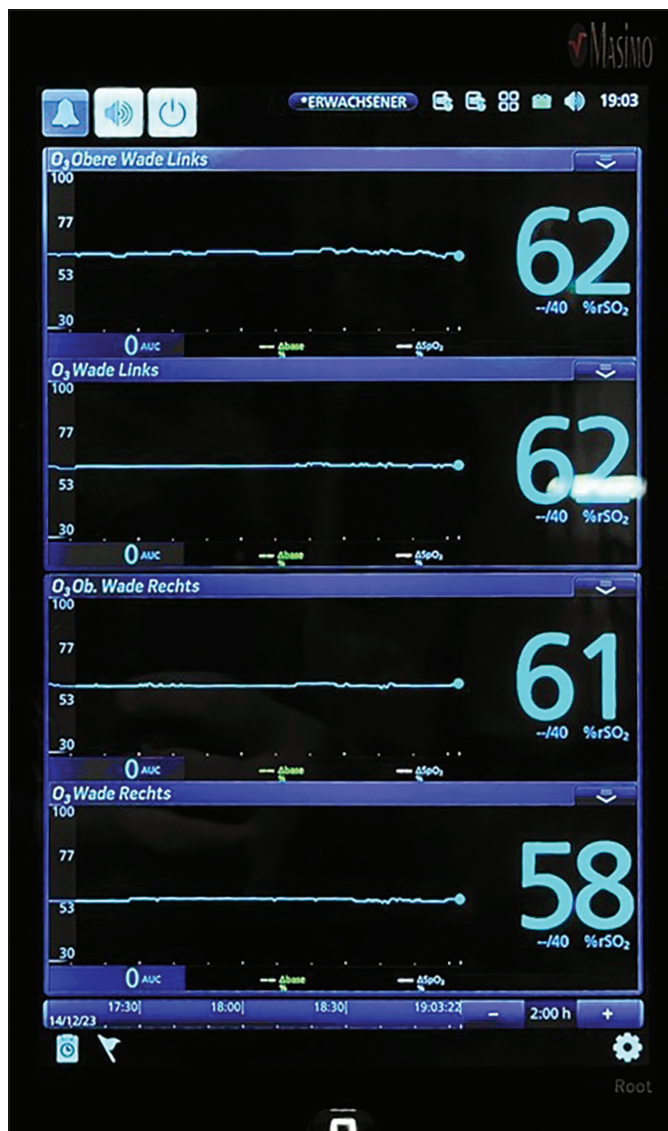 MASIMO
*ERWACHSENER 19:03
O₃ Obere Wade Links
100
77
53
30
62
--/40 %rSO₂
0 AUC Δbase % ΔSpO₂ %
O₃ Wade Links
100
77
53
30
62
--/40 %rSO₂
0 AUC Δbase % ΔSpO₂ %
O₃ Ob. Wade Rechts
100
77
53
30
61
--/40 %rSO₂
0 AUC Δbase % ΔSpO₂ %
O₃ Wade Rechts
100
77
53
30
58
--/40 %rSO₂
0 AUC Δbase % ΔSpO₂ %
17:30 18:00 18:30 19:03:22 − 2:00 h +
14/12/23
Root